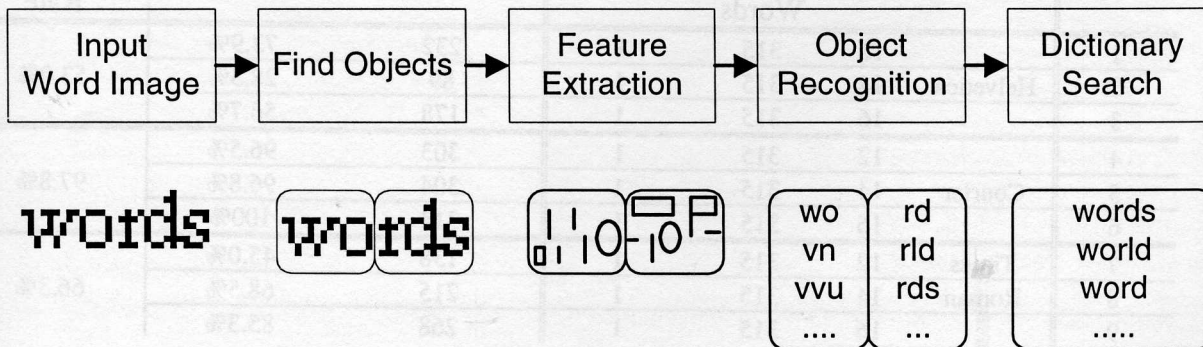 Input
Word Image
Find Objects
Feature
Extraction
Object
Recognition
Dictionary
Search
words
words
wo rd
vn rld
vvu rds
.... ...
words
world
word
.....